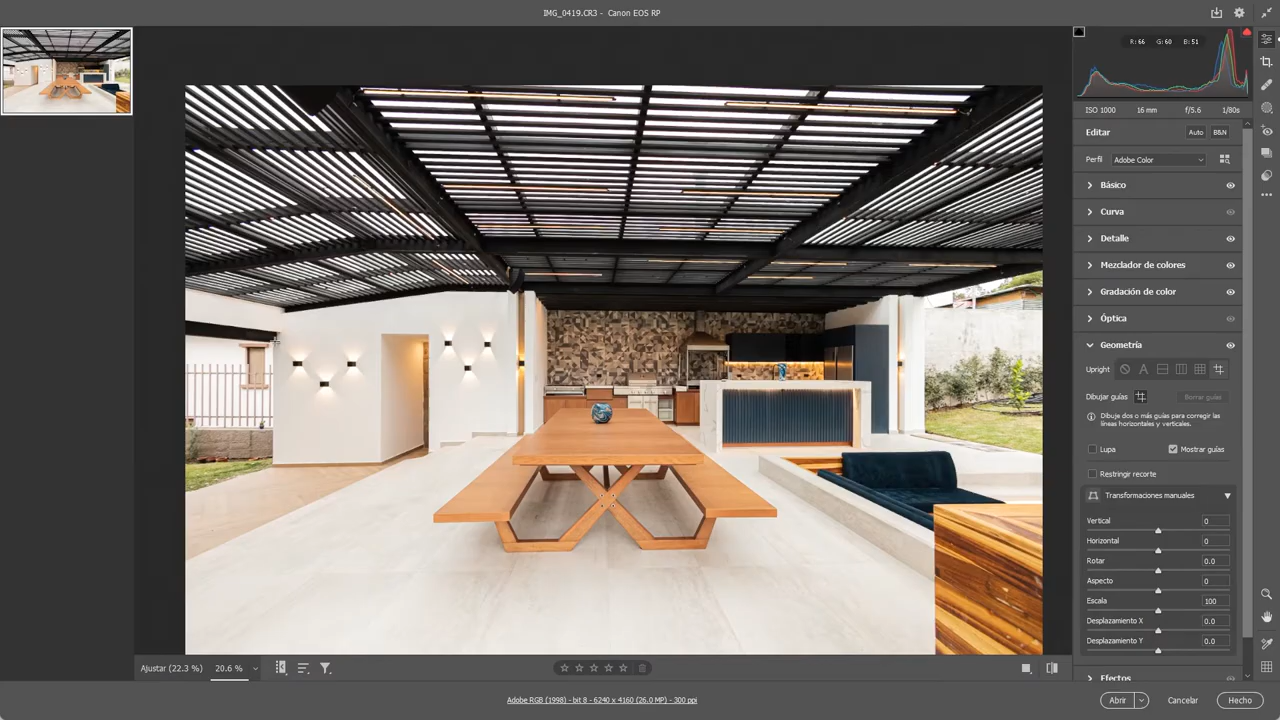 IMG_0419.CR3 - Canon EOS RP
R: 66 G: 60 B: 51
ISO 1000 16 mm f/5.6 1/80s
Editar Auto B&N
Perfil Adobe Color
Básico
Curva
Detalle
Mezclador de colores
Gradación de color
Óptica
Geometría
Upright
Dibujar guías Borrar guías
Dibuje dos o más guías para corregir las
líneas horizontales y verticales.
Lupa Mostrar guías
Restringir recorte
Transformaciones manuales
Vertical 0
Horizontal 0
Rotar 0.0
Aspecto 0
Escala 100
Desplazamiento X 0.0
Desplazamiento Y 0.0
Efectos
Ajustar (22.3 %) 20.6 %
Adobe RGB (1998) - bit 8 - 6240 x 4160 (26.0 MP) - 300 ppi
Abrir Cancelar Hecho